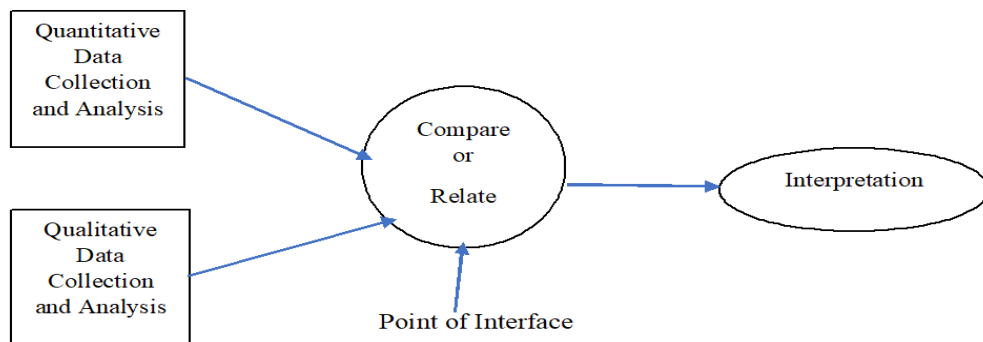 Quantitative
Data
Collection
and Analysis
Compare
or
Relate
Interpretation
Qualitative
Data
Collection
and Analysis
Point of Interface